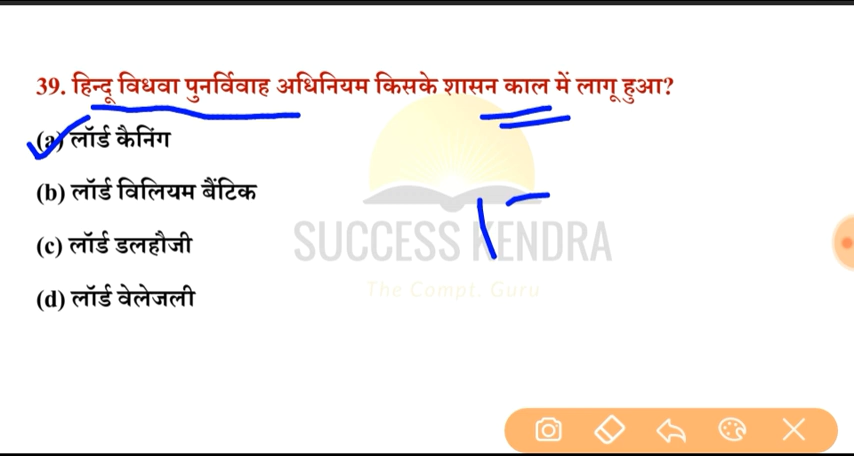 39. हिन्दू विधवा पुनर्विवाह अधिनियम किसके शासन काल में लागू हुआ?
(a) लॉर्ड कैनिंग
(b) लॉर्ड विलियम बैंटिक
(c) लॉर्ड डलहौजी
(d) लॉर्ड वेलेजली
SUCCESS KENDRA
The Compt. Guru